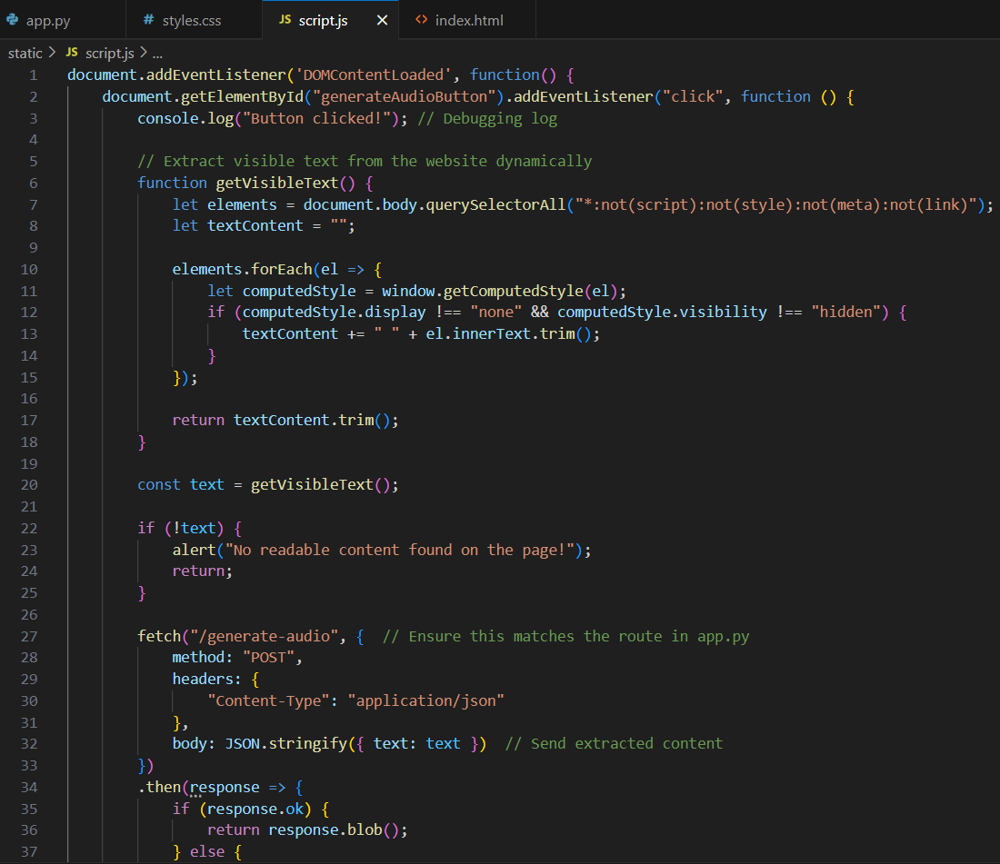 app.py # styles.css JS script.js × <> index.html
static > JS script.js > ...
1 document.addEventListener('DOMContentLoaded', function() {
2     document.getElementById("generateAudioButton").addEventListener("click", function () {
3         console.log("Button clicked!"); // Debugging log
4
5         // Extract visible text from the website dynamically
6         function getVisibleText() {
7             let elements = document.body.querySelectorAll("*:not(script):not(style):not(meta):not(link)");
8             let textContent = "";
9
10             elements.forEach(el => {
11                 let computedStyle = window.getComputedStyle(el);
12                 if (computedStyle.display !== "none" && computedStyle.visibility !== "hidden") {
13                     textContent += " " + el.innerText.trim();
14                 }
15             });
16
17             return textContent.trim();
18         }
19
20         const text = getVisibleText();
21
22         if (!text) {
23             alert("No readable content found on the page!");
24             return;
25         }
26
27         fetch("/generate-audio", {  // Ensure this matches the route in app.py
28             method: "POST",
29             headers: {
30                 "Content-Type": "application/json"
31             },
32             body: JSON.stringify({ text: text })  // Send extracted content
33         })
34         .then(response => {
35             if (response.ok) {
36                 return response.blob();
37             } else {